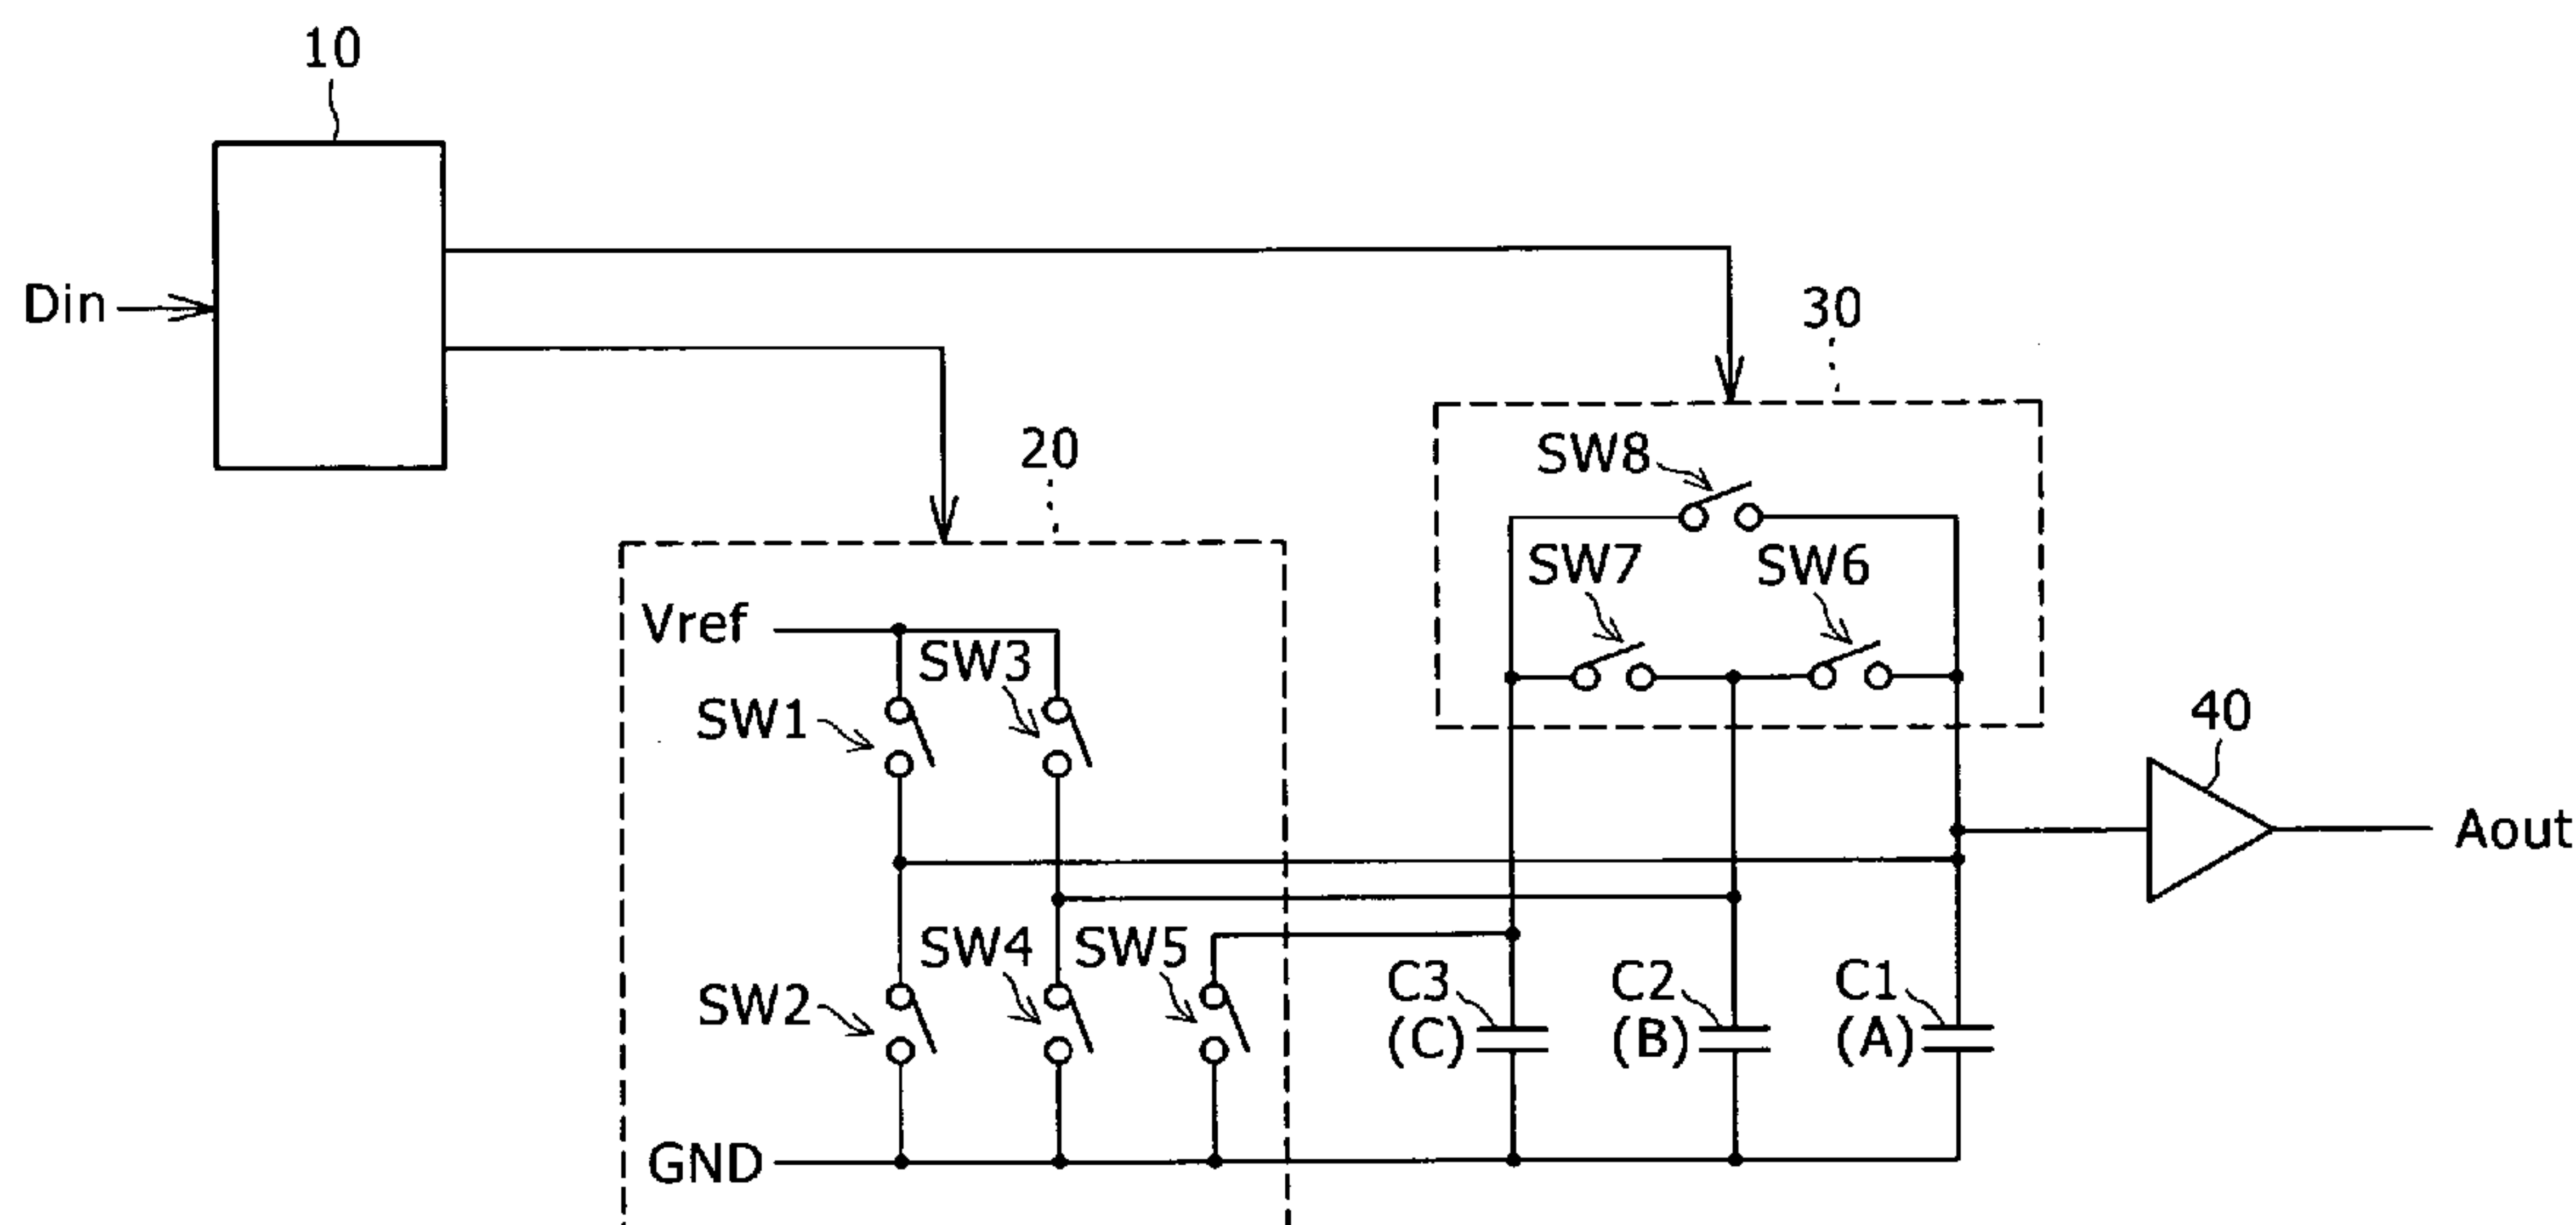 10
Din
30
SW8
20
SW7
SW6
Vref
SW3
SW1
40
Aout
SW4
SW5
SW2
C3
(C)
C2
(B)
C1
(A)
GND